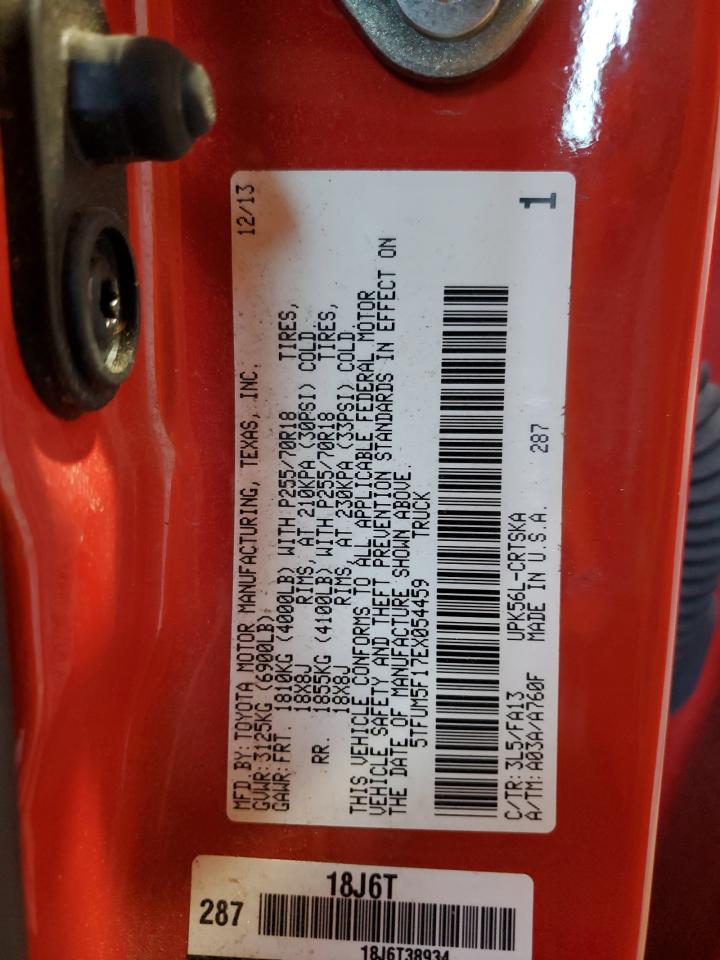 MFD. BY: TOYOTA MOTOR MANUFACTURING, TEXAS, INC. 12/13
GVWR: 3125KG (6900LB)
GAWR: FRT. 1810KG (4000LB) WITH P255/70R18 TIRES,
18X8J RIMS, AT 210KPA (30PSI) COLD
RR. 1855KG (4100LB) WITH P255/70R18 TIRES,
18X8J RIMS, AT 230KPA (33PSI) COLD.
THIS VEHICLE CONFORMS TO ALL APPLICABLE FEDERAL MOTOR
VEHICLE SAFETY AND THEFT PREVENTION STANDARDS IN EFFECT ON
THE DATE OF MANUFACTURE SHOWN ABOVE.
5TFUM5F17EX054459 TRUCK
C/TR: 3L5/FA13 UPK56L-CRTSKA 287
A/TM: A03A/A760F MADE IN U.S.A.
1
18J6T
287
18J6T38934